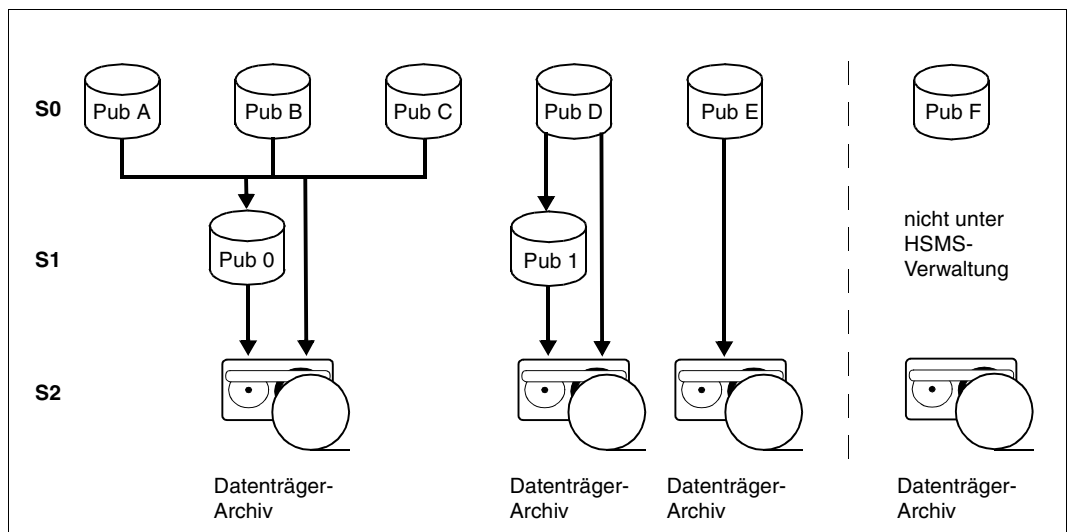 S0 Pub A Pub B Pub C Pub D Pub E Pub F
nicht unter
HSMS-
Verwaltung
S1 Pub 0 Pub 1
S2
Datenträger-
Archiv
Datenträger-
Archiv
Datenträger-
Archiv
Datenträger-
Archiv